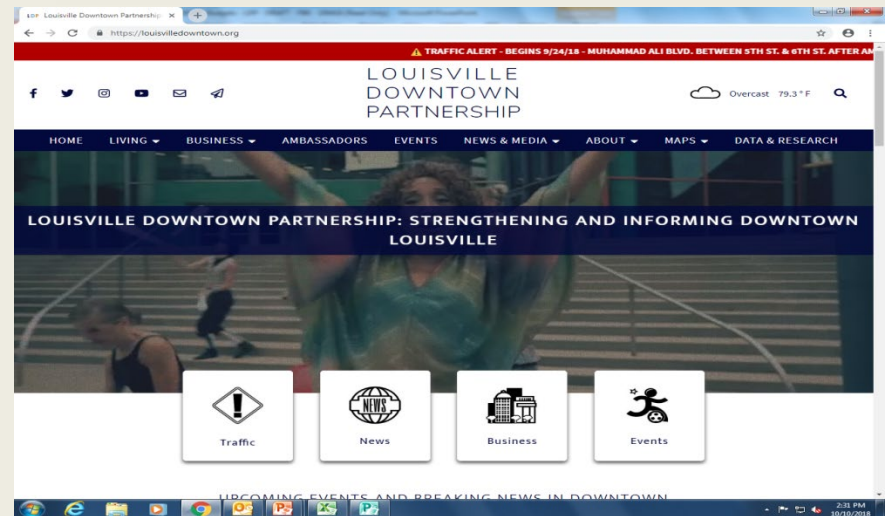 Louisville Downtown Partnership
https://louisvilledowntown.org
TRAFFIC ALERT - BEGINS 9/24/18 - MUHAMMAD ALI BLVD. BETWEEN 5TH ST. & 6TH ST. AFTER AM
LOUISVILLE
DOWNTOWN
PARTNERSHIP
Overcast 79.3 ° F
HOME LIVING BUSINESS AMBASSADORS EVENTS NEWS & MEDIA ABOUT MAPS DATA & RESEARCH
LOUISVILLE DOWNTOWN PARTNERSHIP: STRENGTHENING AND INFORMING DOWNTOWN
LOUISVILLE
NEWS
Traffic News Business Events
UPCOMING EVENTS AND BREAKING NEWS IN DOWNTOWN
2:31 PM
10/10/2018